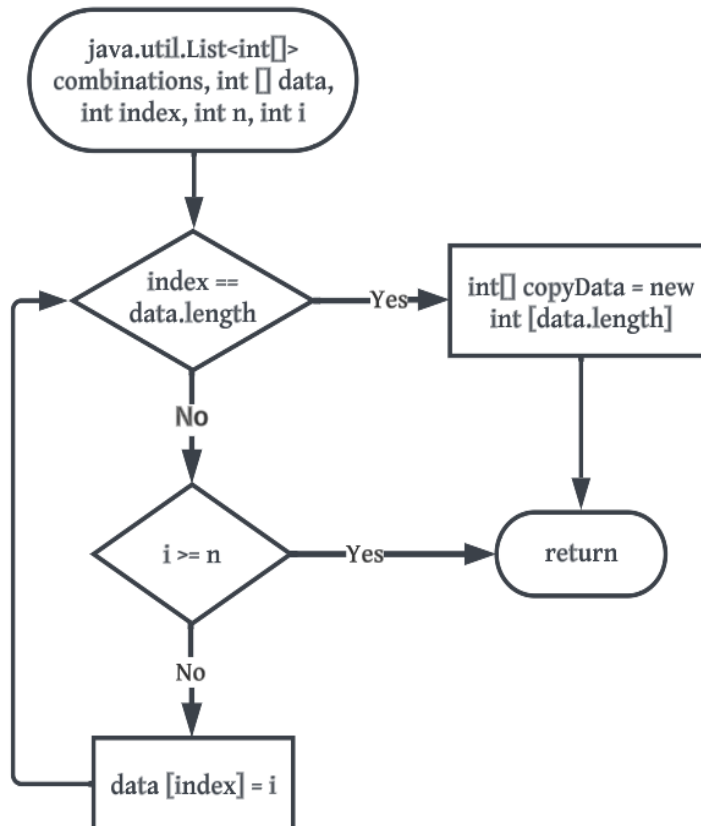 java.util.List<int[]>
combinations, int [] data,
int index, int n, int i
index ==
data.length
Yes
int[] copyData = new
int [data.length]
No
i >= n
Yes
return
No
data [index] = i